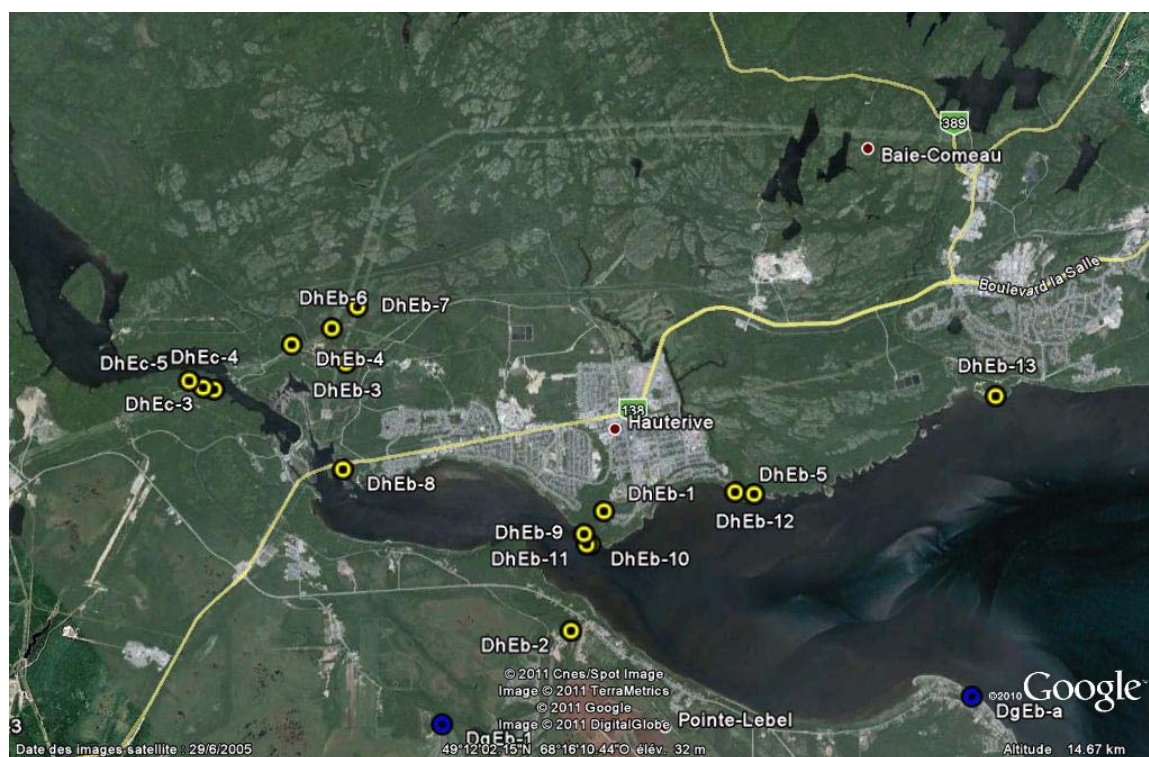 389
Baie-Comeau
Boulevard la Salle
DhEb-6
DhEb-7
DhEc-5
DhEc-4
DhEb-4
DhEb-3
DhEc-3
DhEb-13
138
Hauterive
DhEb-8
DhEb-5
DhEb-1
DhEb-12
DhEb-9
DhEb-11
DhEb-10
DhEb-2
© 2011 Cnes/Spot Image
Image © 2011 TerraMetrics
© 2011 Google
Image © 2011 DigitalGlobe
©2010 Google
DgEb-a
Pointe-Lebel
3
DgEb-1
Date des images satellite : 29/6/2005
49°12'02.15"N 68°16'10.44"O élév. 32 m
Altitude 14.67 km